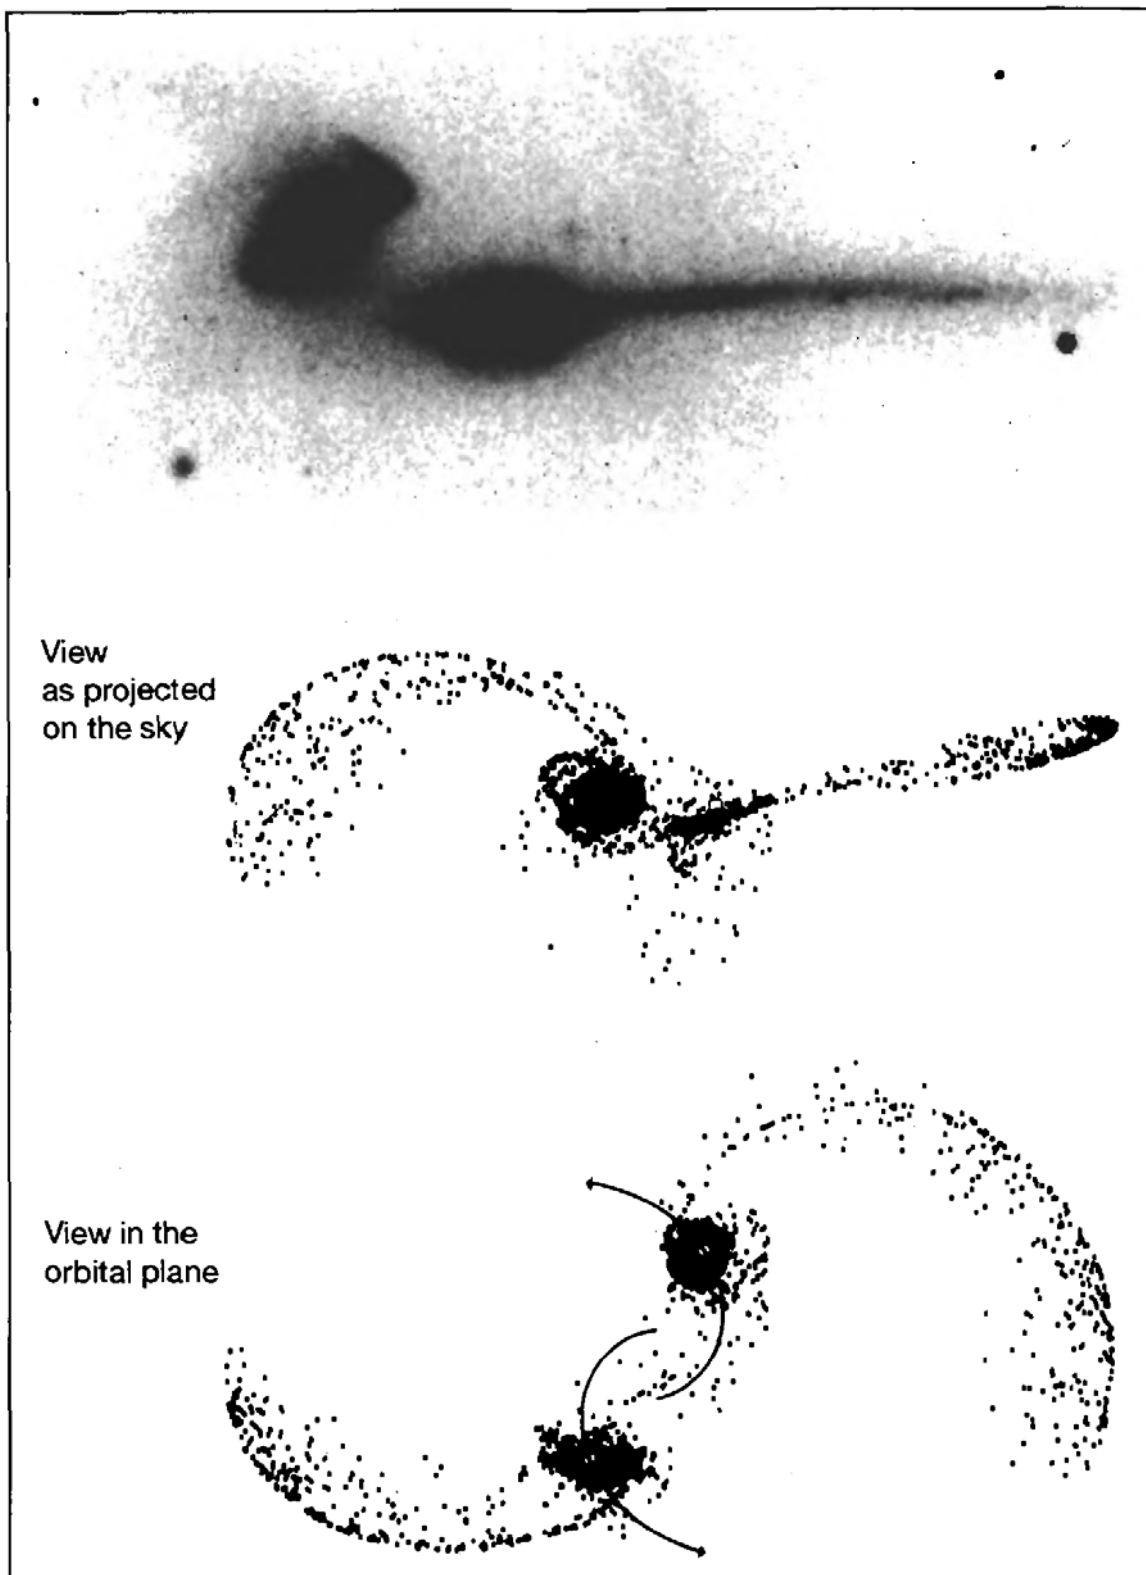 View
as projected
on the sky
View in the
orbital plane